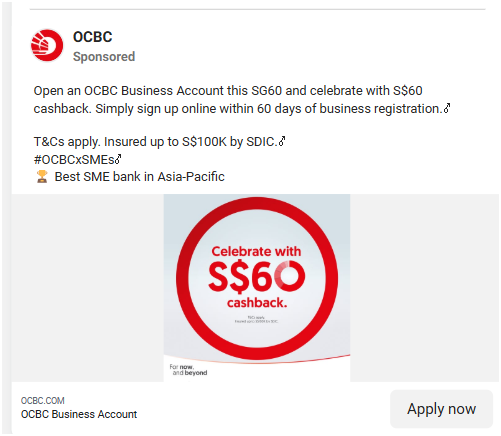 OCBC
Sponsored
Open an OCBC Business Account this SG60 and celebrate with S$60
cashback. Simply sign up online within 60 days of business registration.
T&Cs apply. Insured up to S$100K by SDIC.
#OCBCxSMEs
🏆 Best SME bank in Asia-Pacific
Celebrate with
S$60
cashback.
T&Cs apply.
For now,
and beyond
OCBC.COM
OCBC Business Account
Apply now